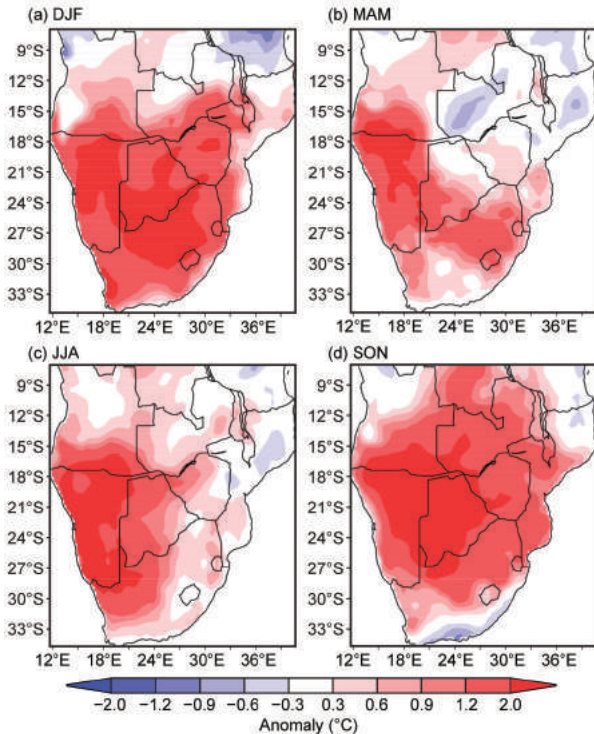 (a) DJF (b) MAM
9°S 9°S
12°S 12°S
15°S 15°S
18°S 18°S
21°S 21°S
24°S 24°S
27°S 27°S
30°S 30°S
33°S 33°S
12°E 18°E 24°E 30°E 36°E 12°E 18°E 24°E 30°E 36°E
(c) JJA (d) SON
9°S 9°S
12°S 12°S
15°S 15°S
18°S 18°S
21°S 21°S
24°S 24°S
27°S 27°S
30°S 30°S
33°S 33°S
12°E 18°E 24°E 30°E 36°E 12°E 18°E 24°E 30°E 36°E
−2.0 −1.2 −0.9 −0.6 −0.3 0.3 0.6 0.9 1.2 2.0
Anomaly (°C)